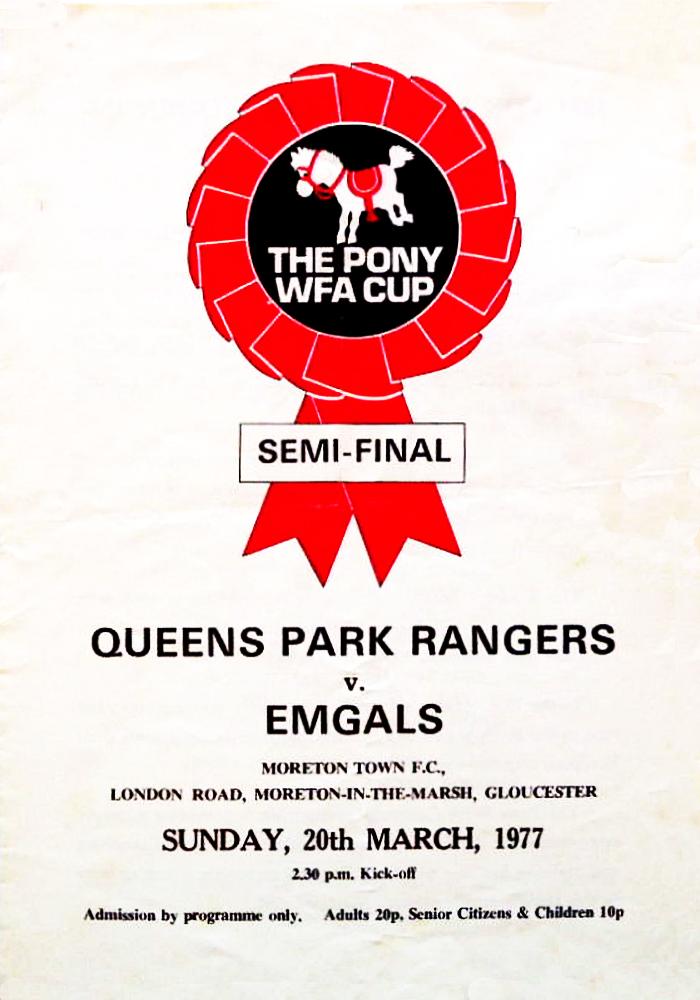 THE PONY
WFA CUP
SEMI-FINAL
QUEENS PARK RANGERS
v.
EMGALS
MORETON TOWN F.C.,
LONDON ROAD, MORETON-IN-THE-MARSH, GLOUCESTER
SUNDAY, 20th MARCH, 1977
2.30 p.m. Kick-off
Admission by programme only. Adults 20p, Senior Citizens & Children 10p